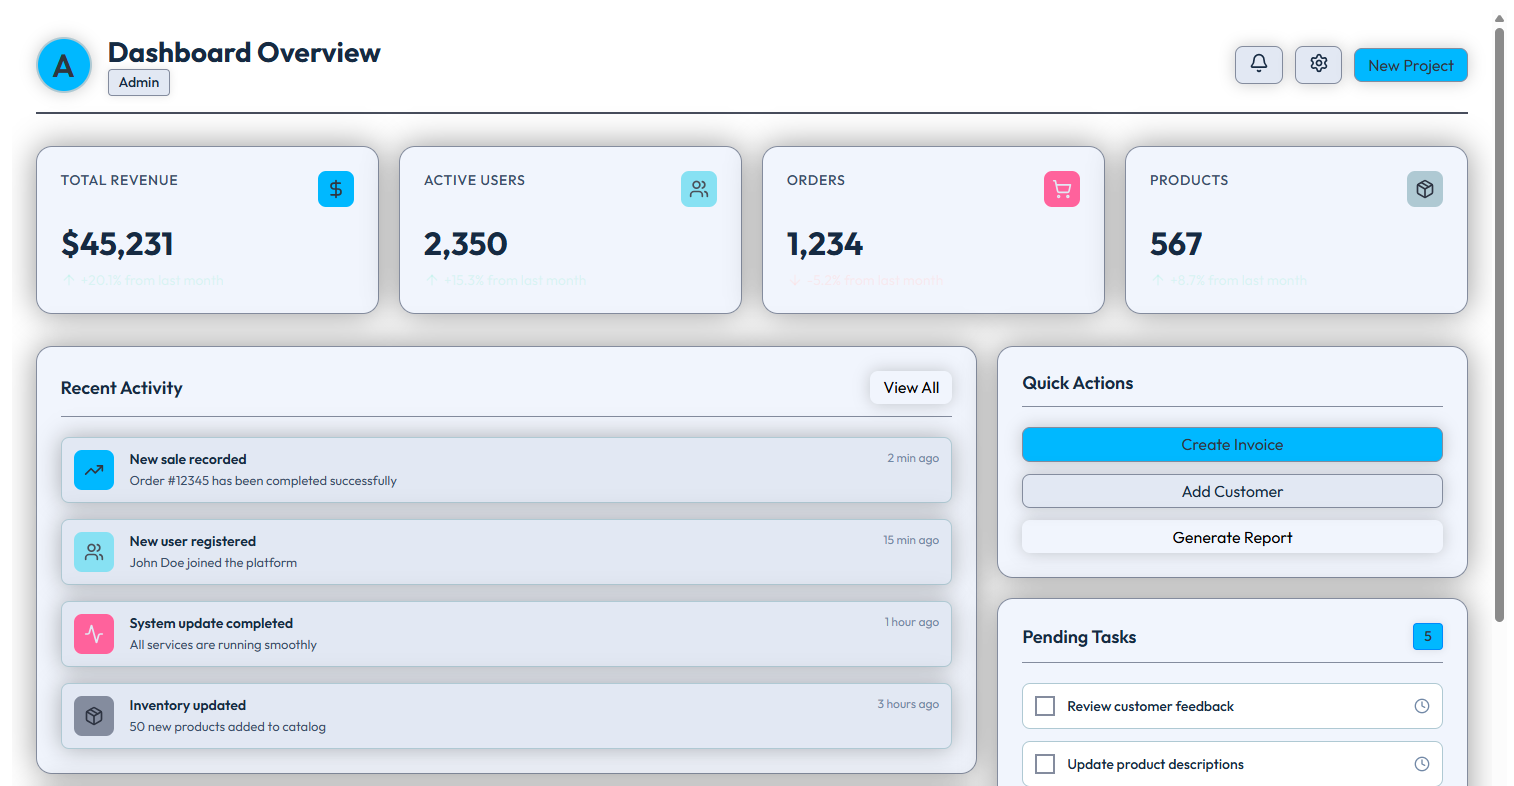 A
Dashboard Overview
Admin
New Project
TOTAL REVENUE
$45,231
+20.1% from last month
ACTIVE USERS
2,350
+15.3% from last month
ORDERS
1,234
-5.2% from last month
PRODUCTS
567
+8.7% from last month
Recent Activity
View All
New sale recorded
2 min ago
Order #12345 has been completed successfully
New user registered
15 min ago
John Doe joined the platform
System update completed
1 hour ago
All services are running smoothly
Inventory updated
3 hours ago
50 new products added to catalog
Quick Actions
Create Invoice
Add Customer
Generate Report
Pending Tasks
5
Review customer feedback
Update product descriptions